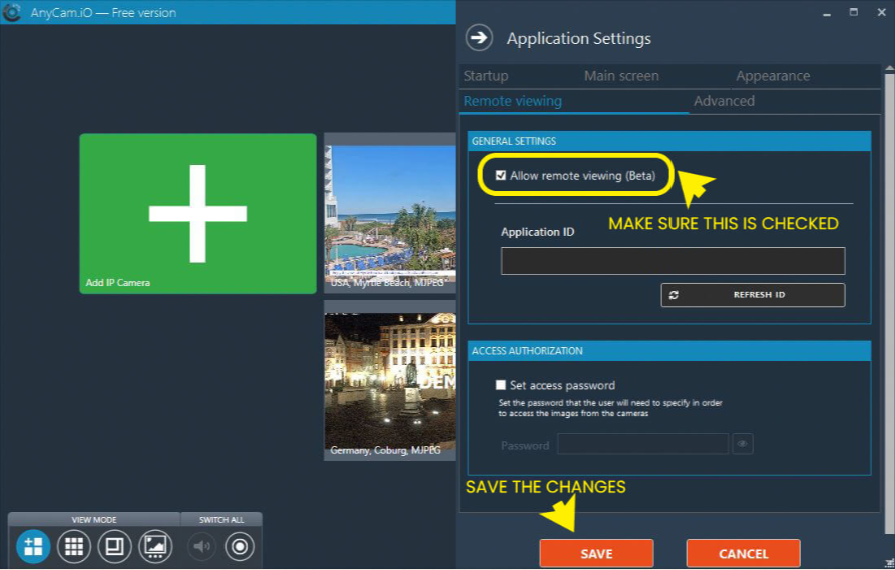 AnyCam.iO — Free version
Application Settings
Startup
Main screen
Appearance
Remote viewing
Advanced
GENERAL SETTINGS
Allow remote viewing (Beta)
MAKE SURE THIS IS CHECKED
Application ID
REFRESH ID
Add IP Camera
USA, Myrtle Beach, MJPEG
ACCESS AUTHORIZATION
Set access password
Set the password that the user will need to specify in order
to access the images from the cameras
Password
DEM
Germany, Coburg, MJPEG
SAVE THE CHANGES
VIEW MODE
SWITCH ALL
SAVE
CANCEL